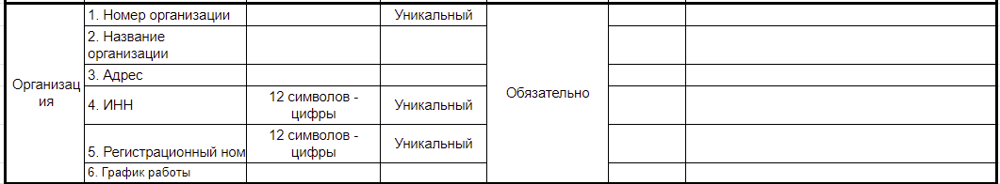 1. Номер организации
Уникальный
2. Название
организации
3. Адрес
Организац
ия
Обязательно
4. ИНН
12 символов -
цифры
Уникальный
5. Регистрационный ном
12 символов -
цифры
Уникальный
6. График работы